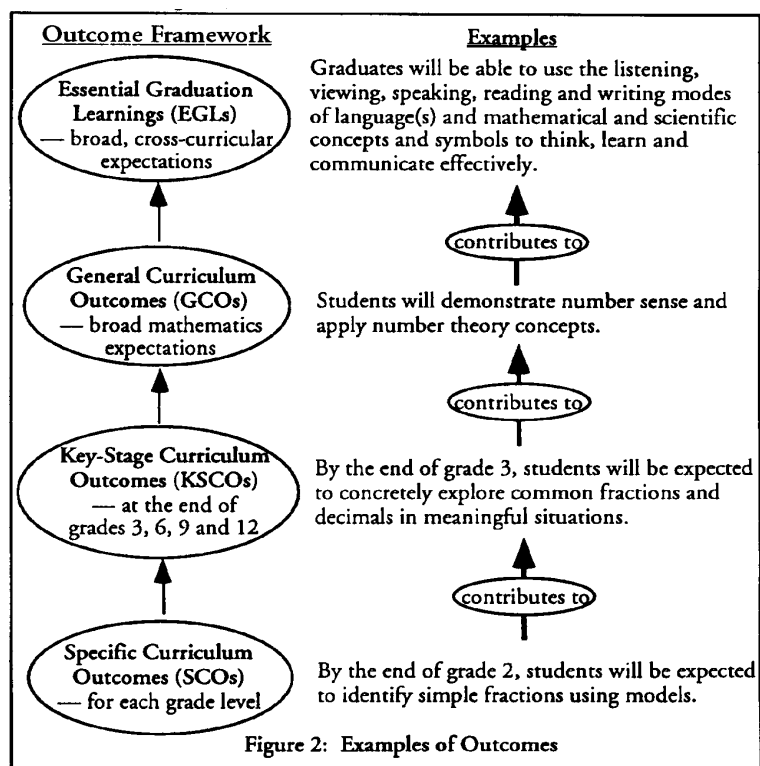 Outcome Framework
Essential Graduation
Learnings (EGLs)
— broad, cross-curricular
expectations
General Curriculum
Outcomes (GCOs)
— broad mathematics
expectations
Key-Stage Curriculum
Outcomes (KSCOs)
— at the end of
grades 3, 6, 9 and 12
Specific Curriculum
Outcomes (SCOs)
— for each grade level
Examples
Graduates will be able to use the listening,
viewing, speaking, reading and writing modes
of language(s) and mathematical and scientific
concepts and symbols to think, learn and
communicate effectively.
contributes to
Students will demonstrate number sense and
apply number theory concepts.
contributes to
By the end of grade 3, students will be expected
to concretely explore common fractions and
decimals in meaningful situations.
contributes to
By the end of grade 2, students will be expected
to identify simple fractions using models.
Figure 2: Examples of Outcomes